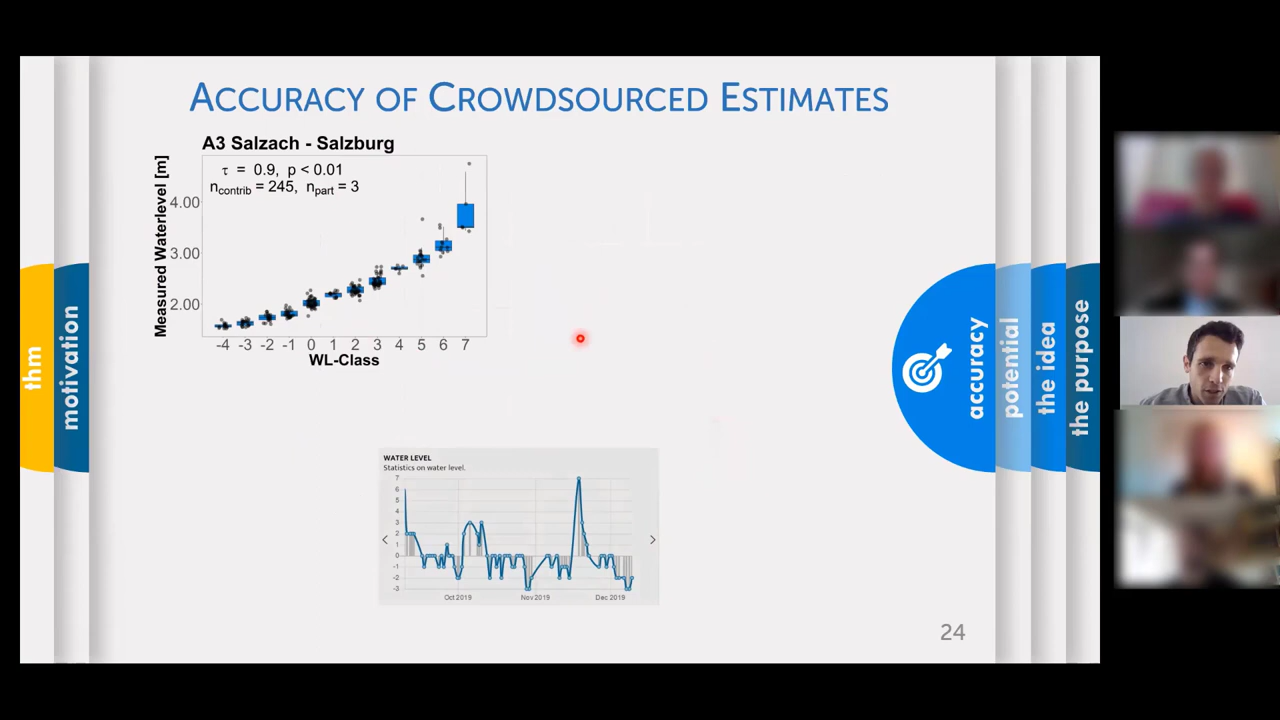 ACCURACY OF CROWDSOURCED ESTIMATES
A3 Salzach - Salzburg
τ = 0.9, p < 0.01
ncontrib = 245, npart = 3
Measured Waterlevel [m]
4.00
3.00
2.00
-4 -3 -2 -1 0 1 2 3 4 5 6 7
WL-Class
thm
motivation
accuracy
potential
the idea
the purpose
WATER LEVEL
Statistics on water level.
7
6
5
4
3
2
1
0
-1
-2
-3
Oct 2019 Nov 2019 Dec 2019
24